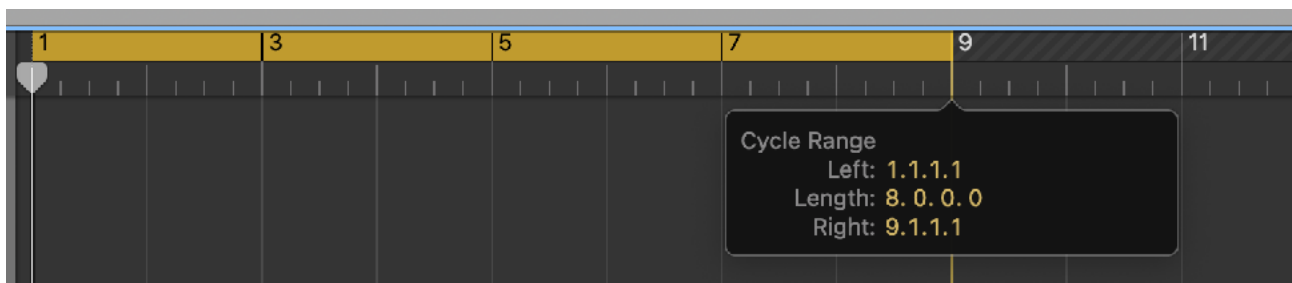 1 3 5 7 9 11
Cycle Range
Left: 1.1.1.1
Length: 8. 0. 0. 0
Right: 9.1.1.1